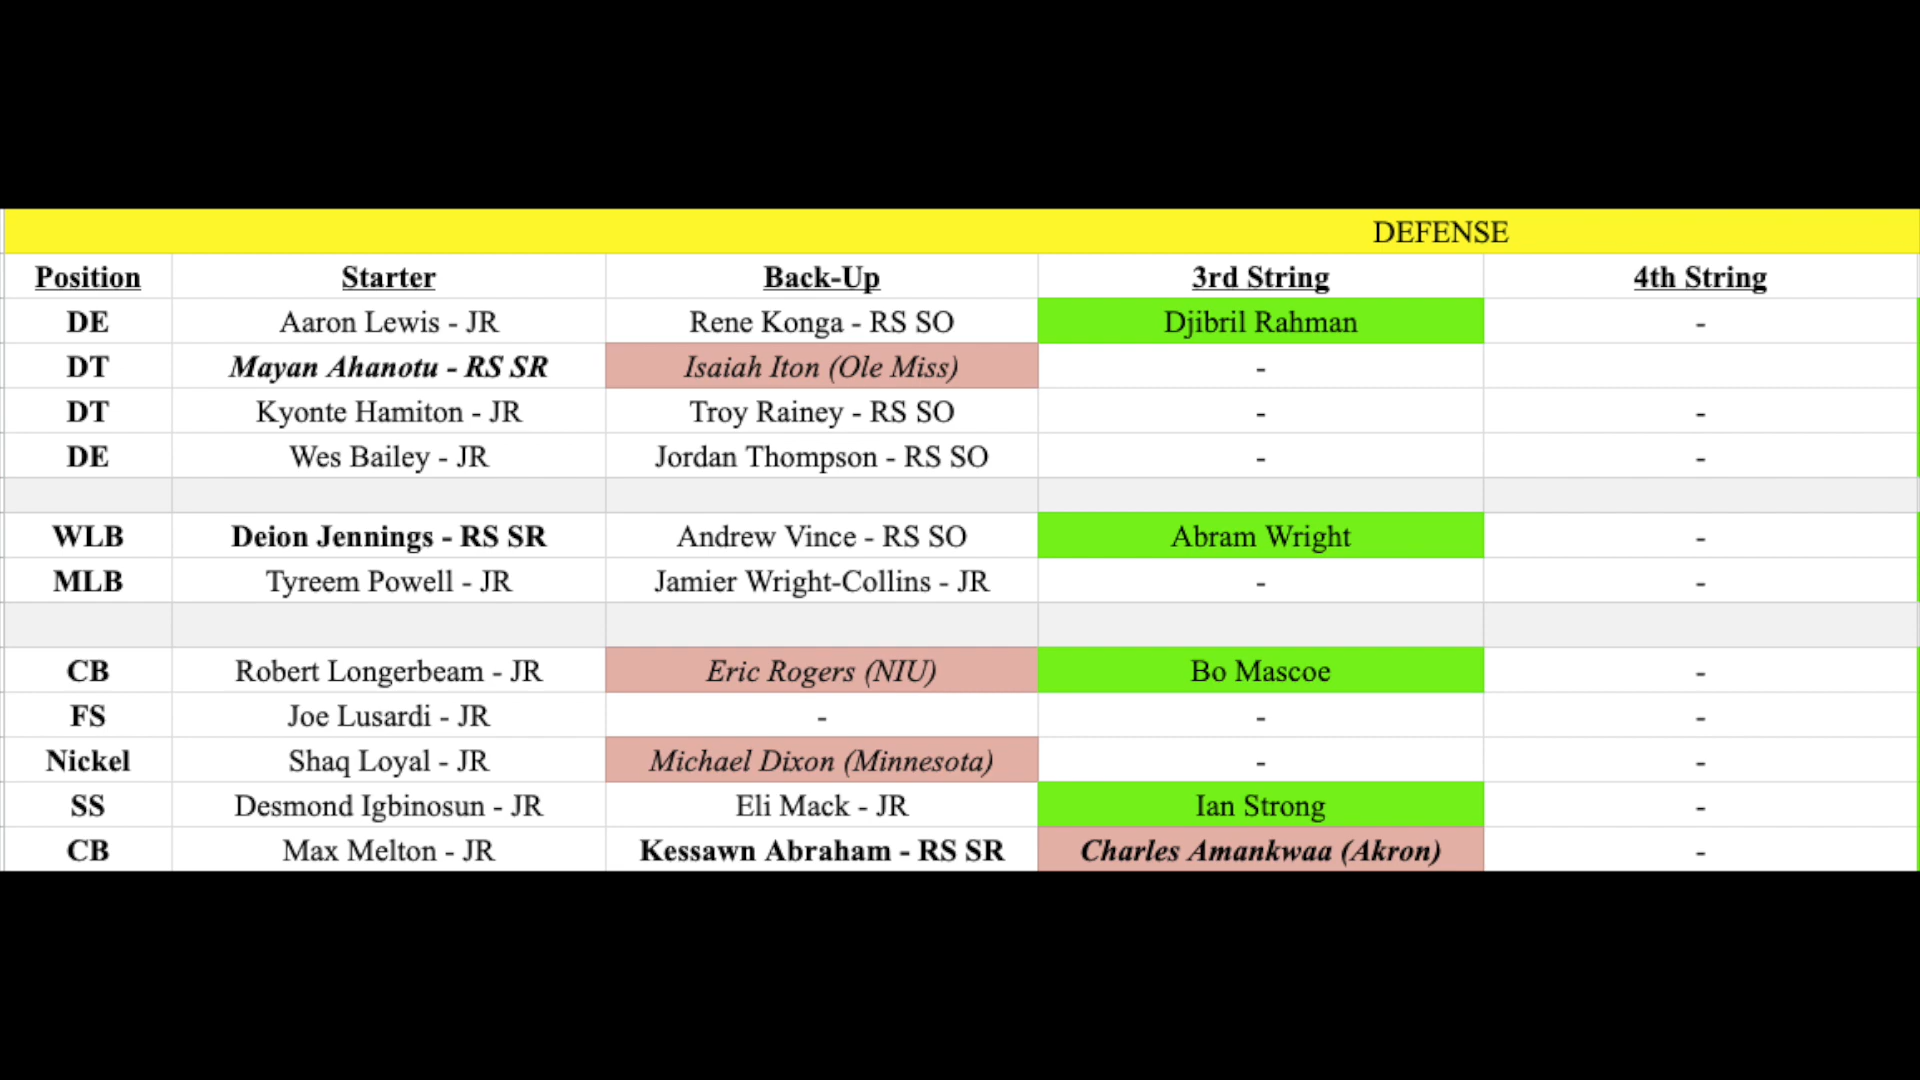 DEFENSE
Position Starter Back-Up 3rd String 4th String
DE Aaron Lewis - JR Rene Konga - RS SO Djibril Rahman -
DT Mayan Ahanotu - RS SR Isaiah Iton (Ole Miss) -
DT Kyonte Hamiton - JR Troy Rainey - RS SO - -
DE Wes Bailey - JR Jordan Thompson - RS SO - -
WLB Deion Jennings - RS SR Andrew Vince - RS SO Abram Wright -
MLB Tyreem Powell - JR Jamier Wright-Collins - JR - -
CB Robert Longerbeam - JR Eric Rogers (NIU) Bo Mascoe -
FS Joe Lusardi - JR - - -
Nickel Shaq Loyal - JR Michael Dixon (Minnesota) - -
SS Desmond Igbinosun - JR Eli Mack - JR Ian Strong -
CB Max Melton - JR Kessawn Abraham - RS SR Charles Amankwaa (Akron) -